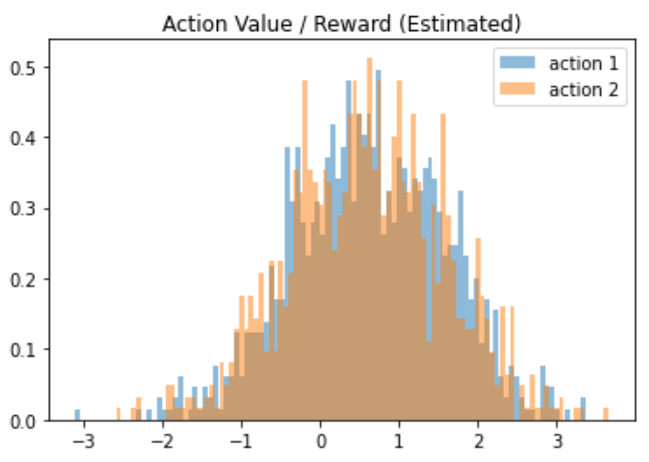 Action Value / Reward (Estimated)
action 1
action 2
0.5
0.4
0.3
0.2
0.1
0.0
−3 −2 −1 0 1 2 3